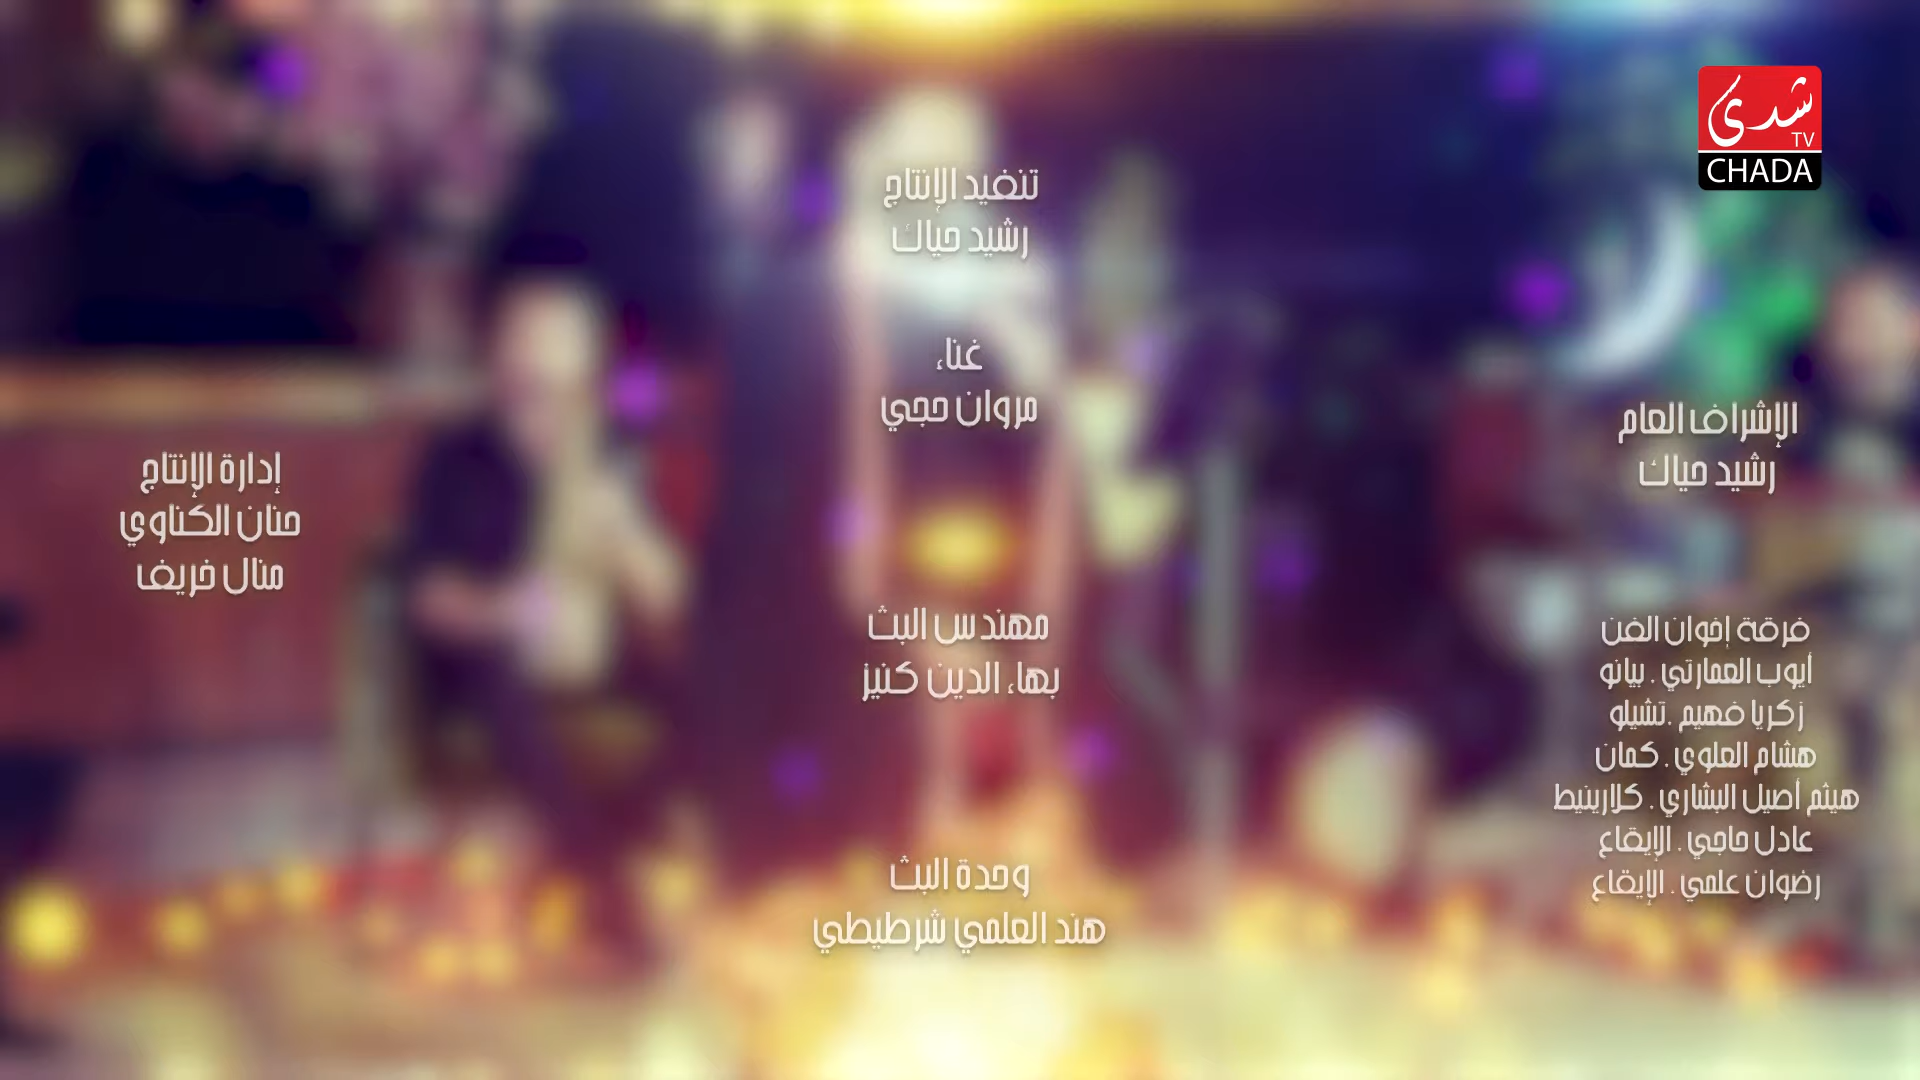 شدى
TV
CHADA
الإشراف العام
رشيد حياك
فرقة إخوان الفن
أيوب العمارتي . بيانو
زكريا فهيم .تشيلو
هشام العلوي . كمان
هيثم أصيل البشاري . كلارينيط
عادل حاجي . الإيقاع
رضوان علمي . الإيقاع
تنفيد الإنتاج
رشيد حياك
غناء
مروان حجي
مهندس البث
بهاء الدين كنيز
وحدة البث
هند العلمي شرطيطي
إدارة الإنتاج
حنان الكناوي
منال خريف